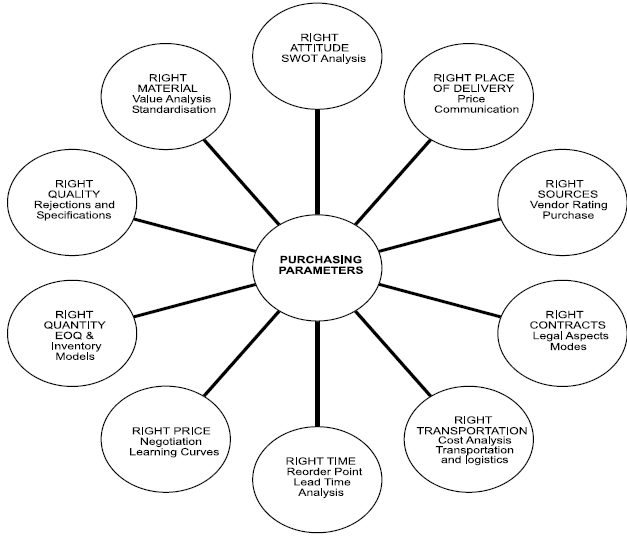 RIGHT
ATTITUDE
SWOT Analysis
RIGHT PLACE
OF DELIVERY
Price
Communication
RIGHT
SOURCES
Vendor Rating
Purchase
RIGHT
CONTRACTS
Legal Aspects
Modes
RIGHT
TRANSPORTATION
Cost Analysis
Transportation
and logistics
RIGHT TIME
Reorder Point
Lead Time
Analysis
RIGHT PRICE
Negotiation
Learning Curves
RIGHT
QUANTITY
EOQ &
Inventory
Models
RIGHT
QUALITY
Rejections and
Specifications
RIGHT
MATERIAL
Value Analysis
Standardisation
PURCHASING
PARAMETERS